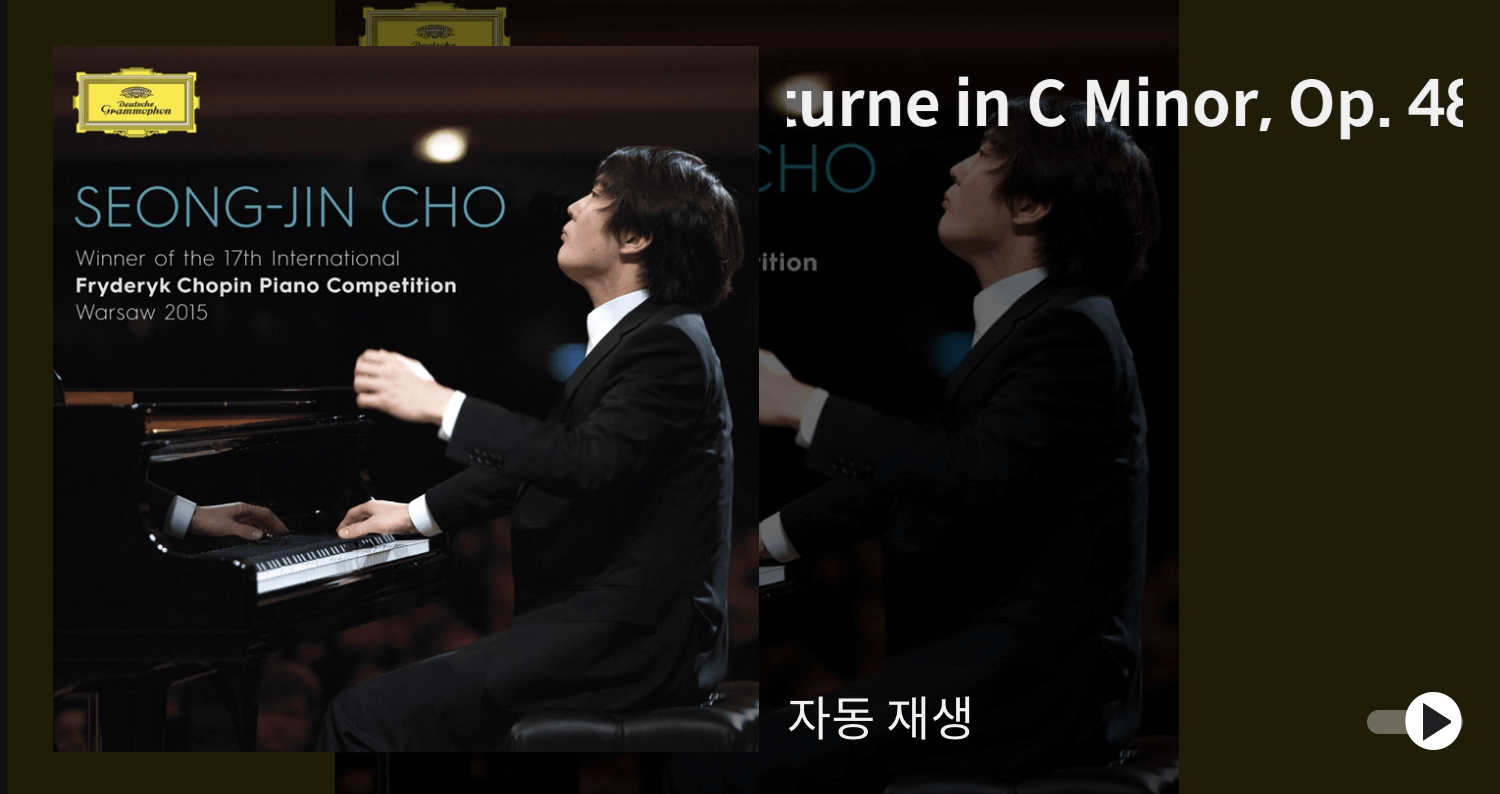 Deutsche
Grammophon
SEONG-JIN CHO
Winner of the 17th International
Fryderyk Chopin Piano Competition
Warsaw 2015
turne in C Minor, Op. 48
CHO
ition
자동 재생